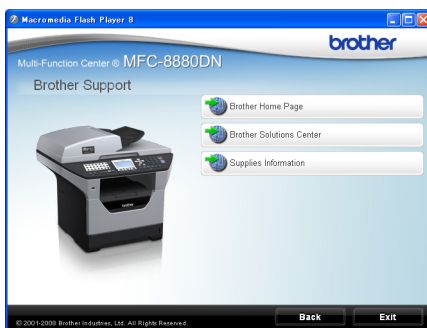 Macromedia Flash Player 8
brother
Multi-Function Center ® MFC-8880DN
Brother Support
Brother Home Page
Brother Solutions Center
Supplies Information
© 2001-2008 Brother Industries, Ltd. All Rights Reserved.
Back
Exit